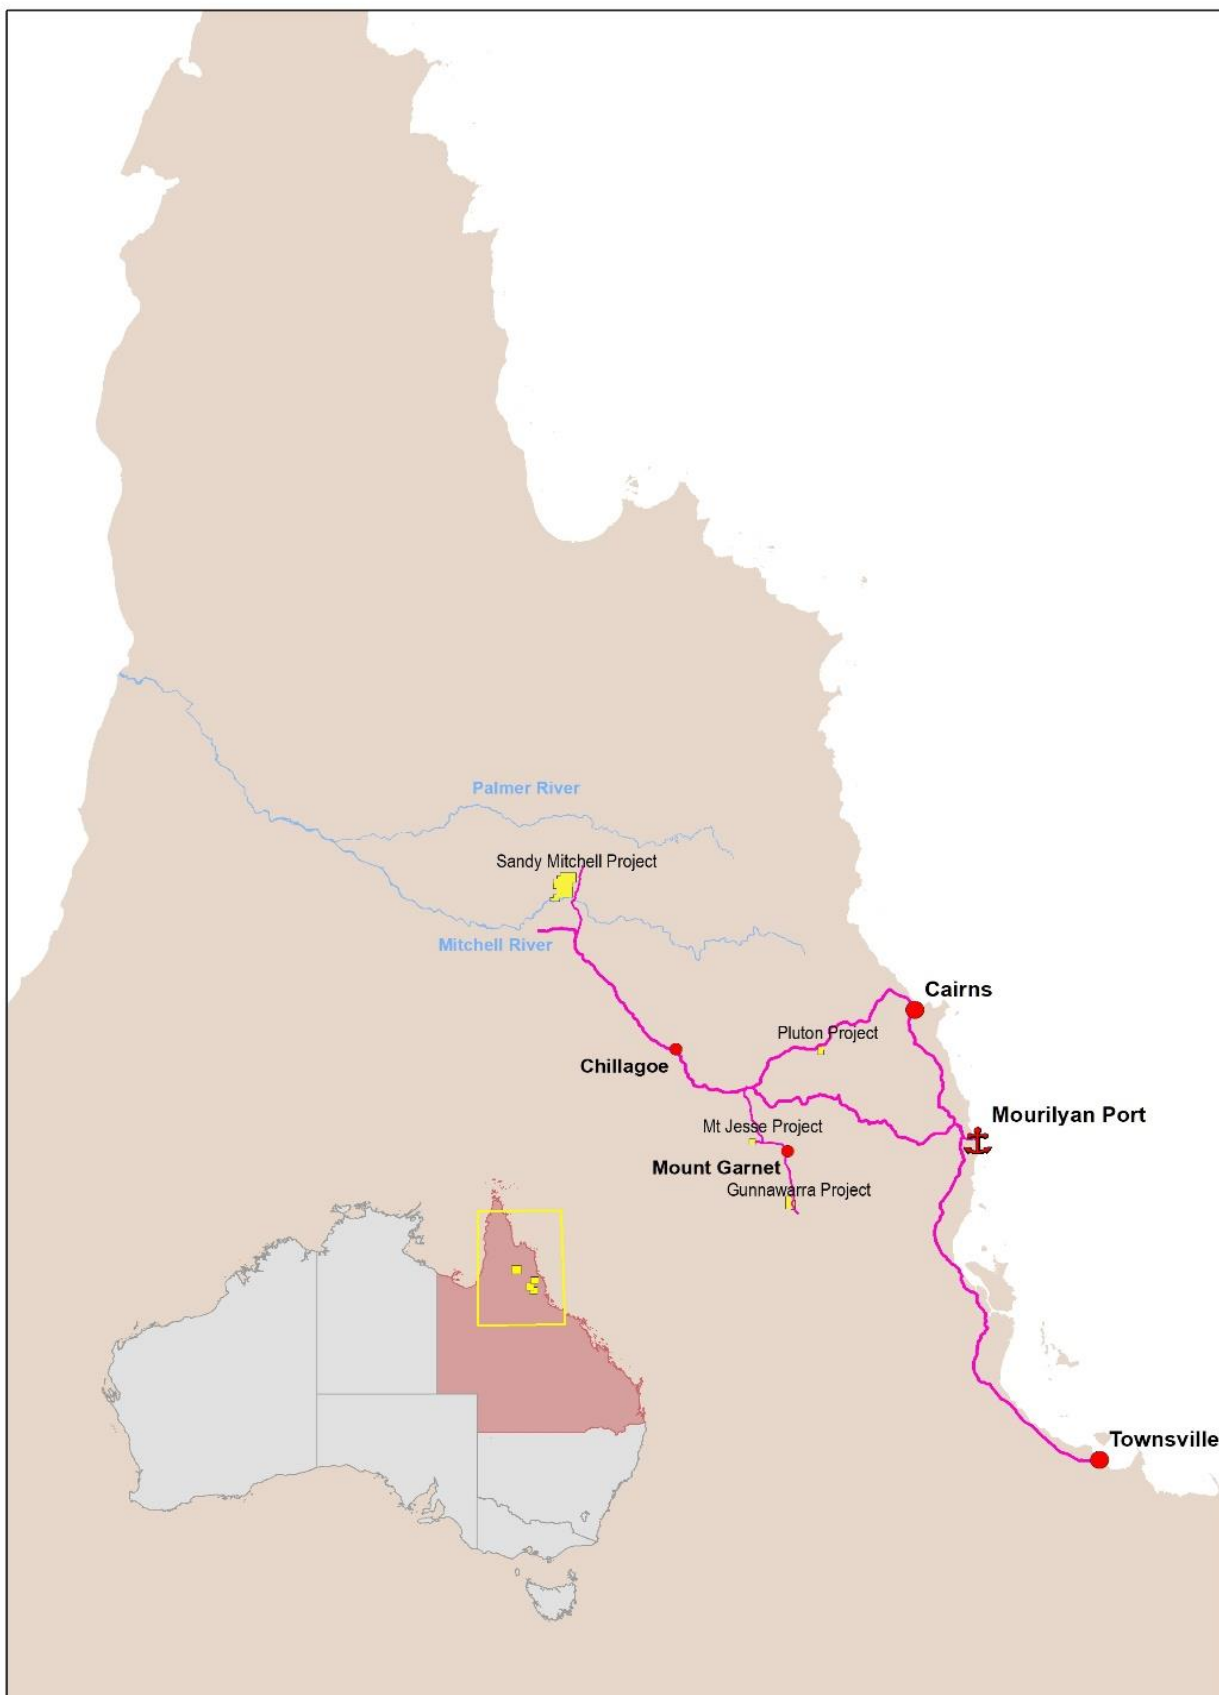 Palmer River
Sandy Mitchell Project
Mitchell River
Cairns
Pluton Project
Chillagoe
Mourilyan Port
Mt Jesse Project
Mount Garnet
Gunnawarra Project
Townsville